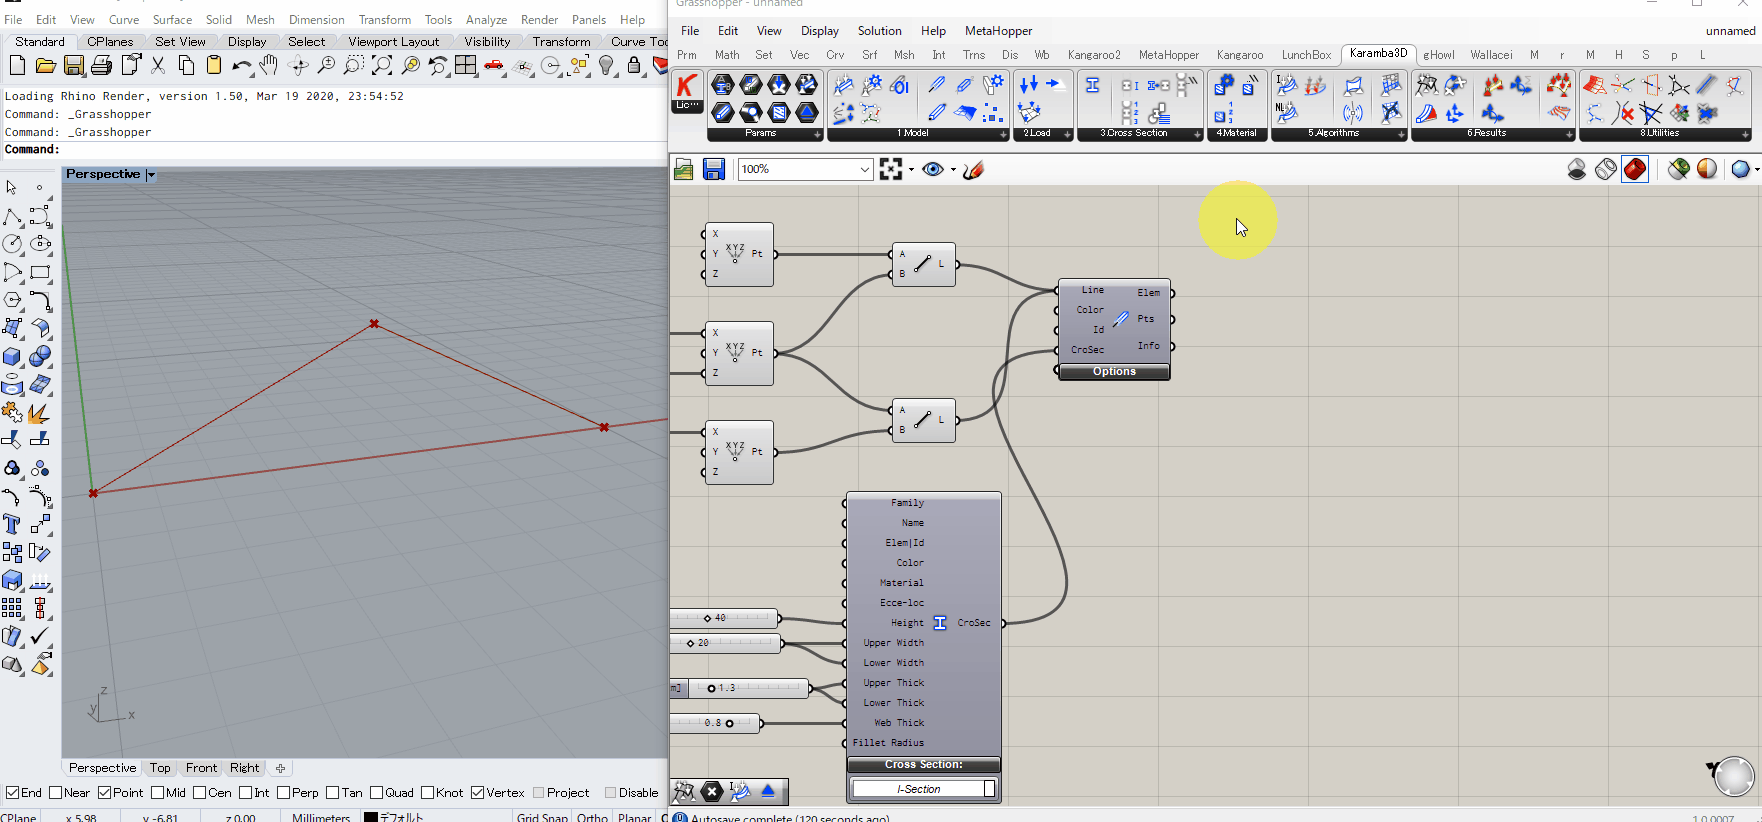 File Edit View Curve Surface Solid Mesh Dimension Transform Tools Analyze Render Panels Help
Standard CPlanes Set View Display Select Viewport Layout Visibility Transform Curve Too
Loading Rhino Render, version 1.50, Mar 19 2020, 23:54:52
Command: _Grasshopper
Command: _Grasshopper
Command:
Perspective
z
y
x
Perspective Top Front Right
End Near Point Mid Cen Int Perp Tan Quad Knot Vertex Project Disable
CPlane x 5.98 y -6.81 z 0.00 Millimeters デフォルト Grid Snap Ortho Planar
Grasshopper - unnamed
File Edit View Display Solution Help MetaHopper unnamed
Prm Math Set Vec Crv Srf Msh Int Trns Dis Wb Kangaroo2 MetaHopper Kangaroo LunchBox Karamba3D gHowl Wallacei M r M H S p L
Lic...
Params 1.Model 2.Load 3.Cross Section 4.Material 5.Algorithms 6.Results 8.Utilities
100%
X
Y
Z
XYZ
Pt
A
B
L
X
Y
Z
XYZ
Pt
Line
Color
Id
CroSec
Elem
Pts
Info
Options
A
B
L
X
Y
Z
XYZ
Pt
Family
Name
Elem|Id
Color
Material
Ecce-loc
Height
Upper Width
Lower Width
Upper Thick
Lower Thick
Web Thick
Fillet Radius
CroSec
Cross Section:
I-Section
40
20
m]
1.3
0.8
Autosave complete (120 seconds ago)
1.0.0007